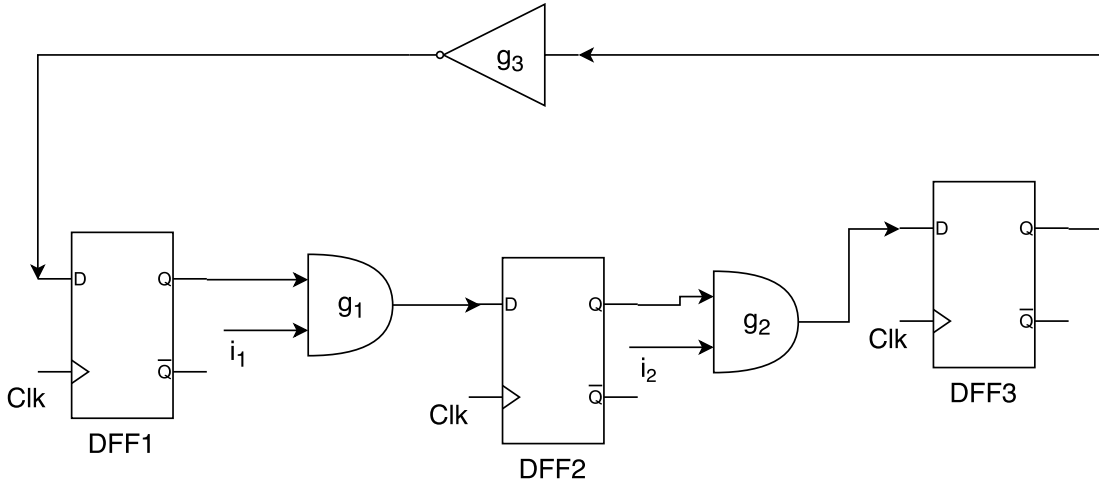 g3
D Q
g1
i1
Q̅
Clk
DFF1
D Q
g2
i2
Q̅
Clk
DFF2
D Q
Q̅
Clk
DFF3